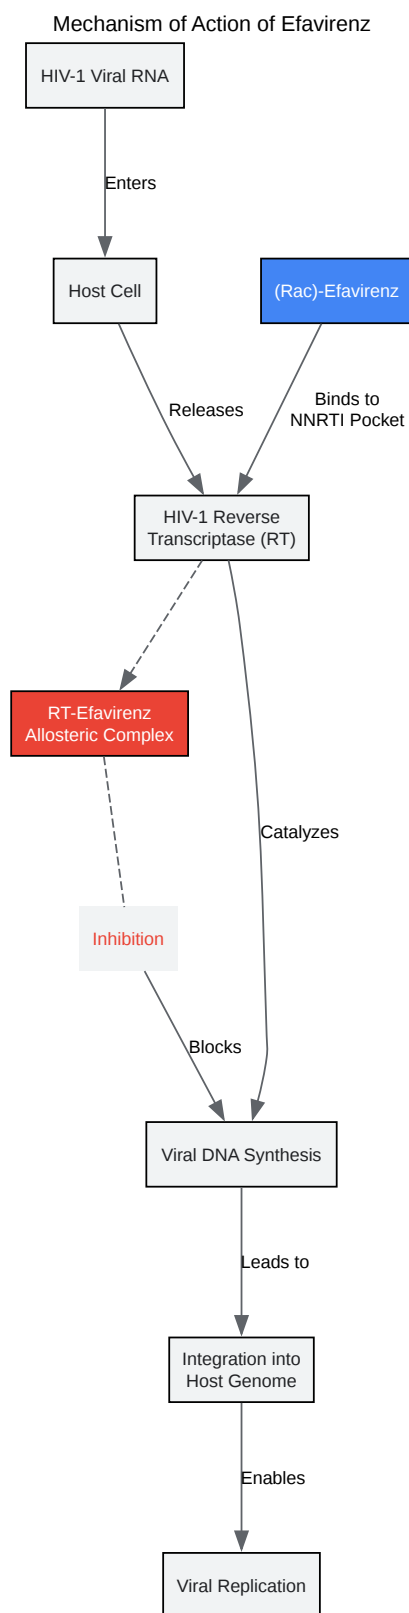 Mechanism of Action of Efavirenz
HIV-1 Viral RNA
Enters
Host Cell
(Rac)-Efavirenz
Releases
Binds to
NNRTI Pocket
HIV-1 Reverse
Transcriptase (RT)
RT-Efavirenz
Allosteric Complex
Catalyzes
Inhibition
Blocks
Viral DNA Synthesis
Leads to
Integration into
Host Genome
Enables
Viral Replication